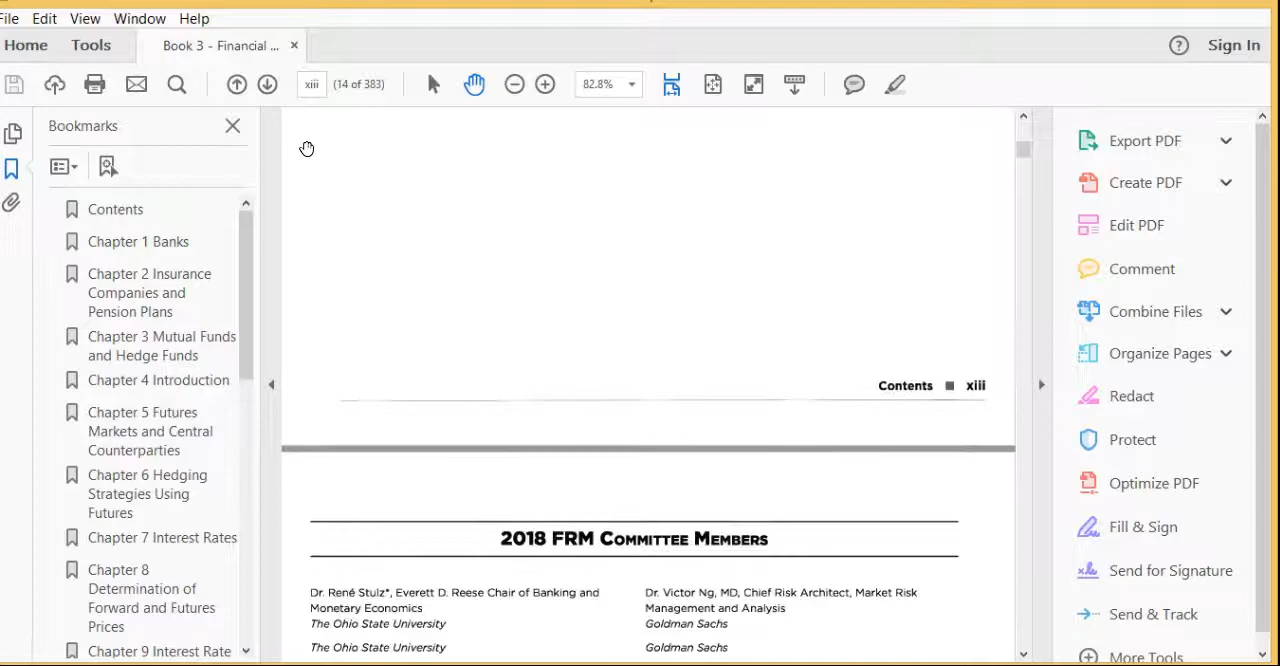 File Edit View Window Help
Home Tools Book 3 - Financial ... × Sign In
xiii (14 of 383) 82.8%
Bookmarks
Contents
Chapter 1 Banks
Chapter 2 Insurance
Companies and
Pension Plans
Chapter 3 Mutual Funds
and Hedge Funds
Chapter 4 Introduction
Chapter 5 Futures
Markets and Central
Counterparties
Chapter 6 Hedging
Strategies Using
Futures
Chapter 7 Interest Rates
Chapter 8
Determination of
Forward and Futures
Prices
Chapter 9 Interest Rate
Contents ■ xiii
2018 FRM COMMITTEE MEMBERS
Dr. René Stulz*, Everett D. Reese Chair of Banking and
Monetary Economics
The Ohio State University
The Ohio State University
Dr. Victor Ng, MD, Chief Risk Architect, Market Risk
Management and Analysis
Goldman Sachs
Goldman Sachs
Export PDF
Create PDF
Edit PDF
Comment
Combine Files
Organize Pages
Redact
Protect
Optimize PDF
Fill & Sign
Send for Signature
Send & Track
More Tools